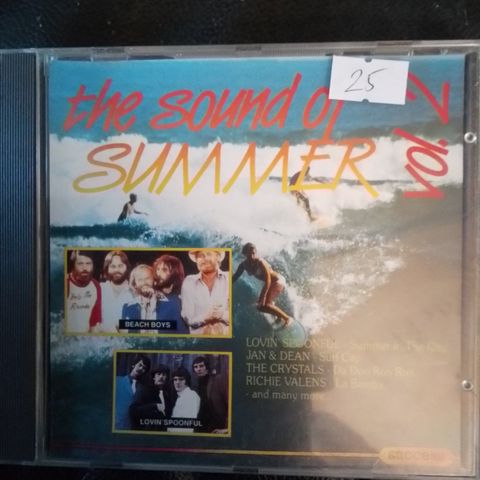 25
the sound of
SUMMER
vol. 2
BEACH BOYS
LOVIN' SPOONFUL
LOVIN' SPOONFUL - Summer In The City
JAN & DEAN - Surf City
THE CRYSTALS - Da Doo Ron Ron
RICHIE VALENS - La Bamba
- and many more
SUCCESS